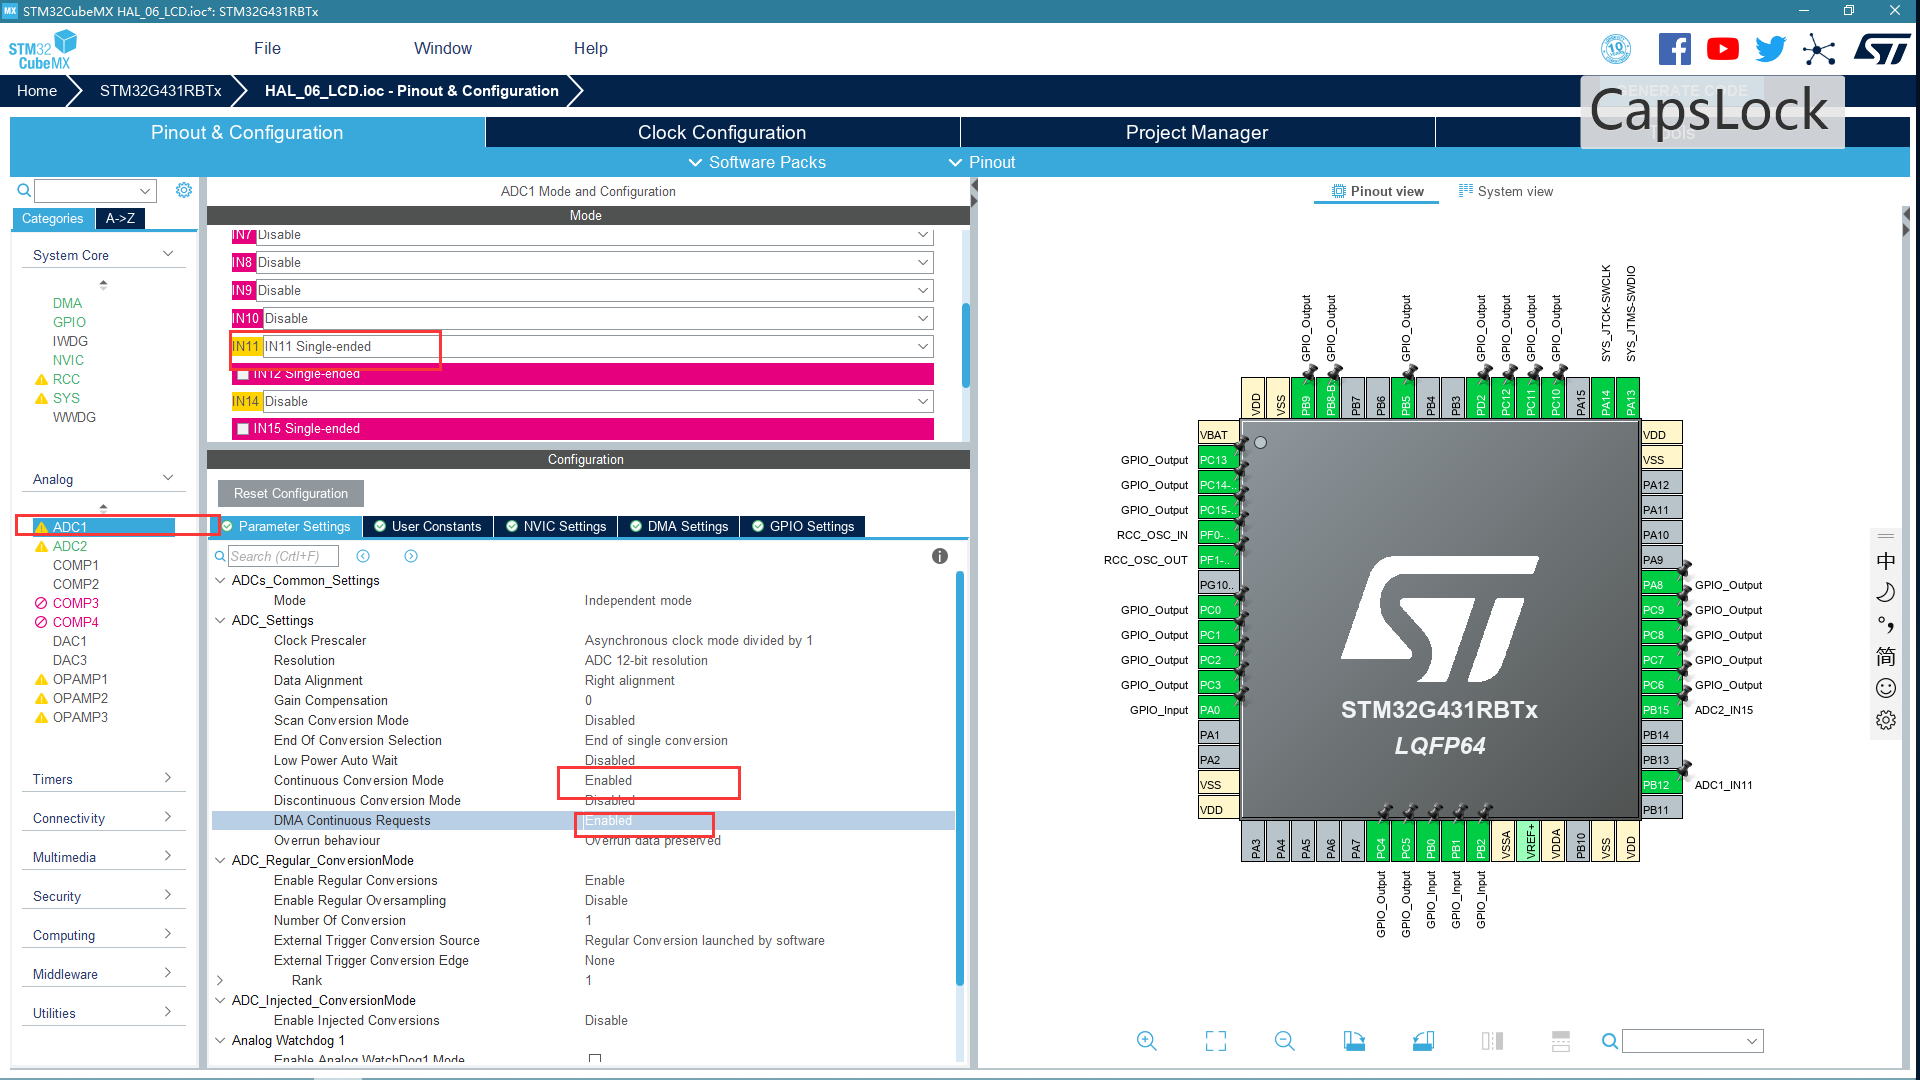 MX STM32CubeMX HAL_06_LCD.ioc*: STM32G431RBTx
STM32 CubeMX
File Window Help
10
Home STM32G431RBTx HAL_06_LCD.ioc - Pinout & Configuration GENERATE CODE
CapsLock
Pinout & Configuration Clock Configuration Project Manager Tools
Software Packs Pinout
Categories A->Z
System Core
DMA
GPIO
IWDG
NVIC
RCC
SYS
WWDG
Analog
ADC1
ADC2
COMP1
COMP2
COMP3
COMP4
DAC1
DAC3
OPAMP1
OPAMP2
OPAMP3
Timers
Connectivity
Multimedia
Security
Computing
Middleware
Utilities
ADC1 Mode and Configuration
Mode
IN7 Disable
IN8 Disable
IN9 Disable
IN10 Disable
IN11 IN11 Single-ended
IN12 Single-ended
IN14 Disable
IN15 Single-ended
Configuration
Reset Configuration
Parameter Settings User Constants NVIC Settings DMA Settings GPIO Settings
Search (Crtl+F)
ADCs_Common_Settings
Mode Independent mode
ADC_Settings
Clock Prescaler Asynchronous clock mode divided by 1
Resolution ADC 12-bit resolution
Data Alignment Right alignment
Gain Compensation 0
Scan Conversion Mode Disabled
End Of Conversion Selection End of single conversion
Low Power Auto Wait Disabled
Continuous Conversion Mode Enabled
Discontinuous Conversion Mode Disabled
DMA Continuous Requests Enabled
Overrun behaviour Overrun data preserved
ADC_Regular_ConversionMode
Enable Regular Conversions Enable
Enable Regular Oversampling Disable
Number Of Conversion 1
External Trigger Conversion Source Regular Conversion launched by software
External Trigger Conversion Edge None
Rank 1
ADC_Injected_ConversionMode
Enable Injected Conversions Disable
Analog Watchdog 1
Enable Analog WatchDog1 Mode
Pinout view System view
GPIO_Output GPIO_Output GPIO_Output GPIO_Output GPIO_Output GPIO_Output GPIO_Output SYS_JTCK-SWCLK SYS_JTMS-SWDIO
VDD VSS PB9 PB8-B PB7 PB6 PB5 PB4 PB3 PD2 PC12 PC11 PC10 PA15 PA14 PA13
VBAT
GPIO_Output PC13
GPIO_Output PC14-..
GPIO_Output PC15-..
RCC_OSC_IN PF0-..
RCC_OSC_OUT PF1-..
PG10..
GPIO_Output PC0
GPIO_Output PC1
GPIO_Output PC2
GPIO_Output PC3
GPIO_Input PA0
PA1
PA2
VSS
VDD
STM32G431RBTx
LQFP64
VDD
VSS
PA12
PA11
PA10
PA9
PA8 GPIO_Output
PC9 GPIO_Output
PC8 GPIO_Output
PC7 GPIO_Output
PC6 GPIO_Output
PB15 ADC2_IN15
PB14
PB13
PB12 ADC1_IN11
PB11
PA3 PA4 PA5 PA6 PA7 PC4 PC5 PB0 PB1 PB2 VSSA VREF+ VDDA PB10 VSS VDD
GPIO_Output GPIO_Output GPIO_Input GPIO_Input GPIO_Input
中
简